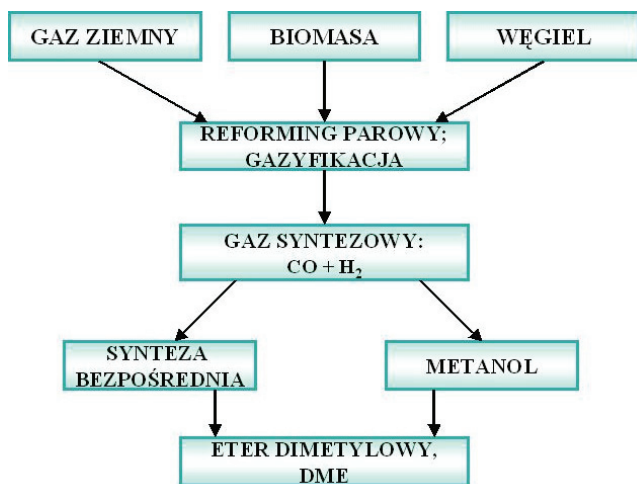 GAZ ZIEMNY
BIOMASA
WĘGIEL
REFORMING PAROWY;
GAZYFIKACJA
GAZ SYNTEZOWY:
CO + H₂
SYNTEZA
BEZPOŚREDNIA
METANOL
ETER DIMETYLOWY,
DME